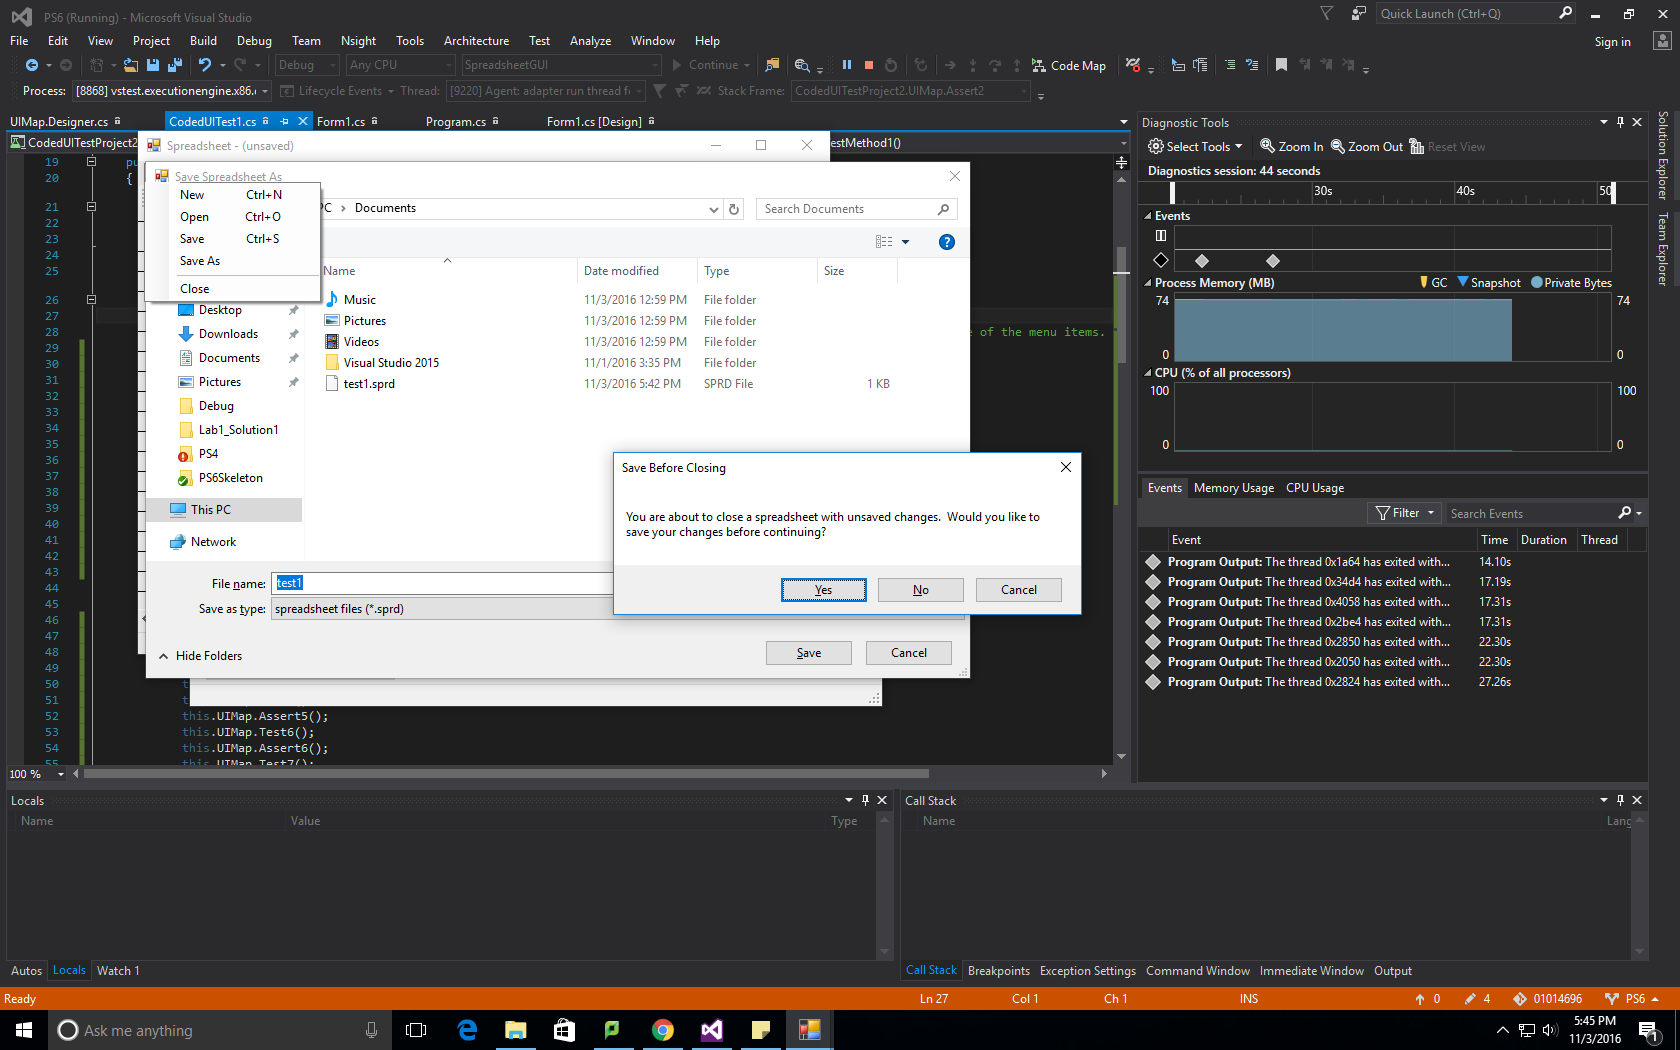 PS6 (Running) - Microsoft Visual Studio
Quick Launch (Ctrl+Q)
File Edit View Project Build Debug Team Nsight Tools Architecture Test Analyze Window Help
Sign in
Debug Any CPU SpreadsheetGUI Continue Code Map
Process: [8868] vstest.executionengine.x86. Lifecycle Events Thread: [9220] Agent: adapter run thread f Stack Frame: CodedUITestProject2.UIMap.Assert2
UIMap.Designer.cs CodedUITest1.cs Form1.cs Program.cs Form1.cs [Design]
CodedUITestProject2 estMethod1()
Spreadsheet - (unsaved)
Save Spreadsheet As
New Ctrl+N
Open Ctrl+O
Save Ctrl+S
Save As
Close
PC > Documents
Search Documents
Name Date modified Type Size
Music 11/3/2016 12:59 PM File folder
Pictures 11/3/2016 12:59 PM File folder
Videos 11/3/2016 12:59 PM File folder
Visual Studio 2015 11/1/2016 3:35 PM File folder
test1.sprd 11/3/2016 5:42 PM SPRD File 1 KB
Desktop
Downloads
Documents
Pictures
Debug
Lab1_Solution1
PS4
PS6Skeleton
This PC
Network
File name: test1
Save as type: spreadsheet files (*.sprd)
Hide Folders
Save Cancel
Save Before Closing
You are about to close a spreadsheet with unsaved changes. Would you like to
save your changes before continuing?
Yes No Cancel
19 pu
20 {
21
22
23
24
25
26
27
28 e of the menu items.
29
30
31
32
33
34
35
36
37
38
39
40
41
42
43
44
45
46
47
48
49
50 t
51 t
52 this.UIMap.Assert5();
53 this.UIMap.Test6();
54 this.UIMap.Assert6();
55 this.UIMap.Test7();
100 %
Diagnostic Tools
Select Tools Zoom In Zoom Out Reset View
Diagnostics session: 44 seconds
30s 40s 50
Events
Process Memory (MB) GC Snapshot Private Bytes
74 74
0 0
CPU (% of all processors)
100 100
0 0
Events Memory Usage CPU Usage
Filter Search Events
Event Time Duration Thread
Program Output: The thread 0x1a64 has exited with... 14.10s
Program Output: The thread 0x34d4 has exited with... 17.19s
Program Output: The thread 0x4058 has exited with... 17.31s
Program Output: The thread 0x2be4 has exited with... 17.31s
Program Output: The thread 0x2850 has exited with... 22.30s
Program Output: The thread 0x2050 has exited with... 22.30s
Program Output: The thread 0x2824 has exited with... 27.26s
Solution Explorer
Team Explorer
Locals
Name Value Type
Autos Locals Watch 1
Call Stack
Name Lang
Call Stack Breakpoints Exception Settings Command Window Immediate Window Output
Ready Ln 27 Col 1 Ch 1 INS 0 4 01014696 PS6
Ask me anything
5:45 PM
11/3/2016
1